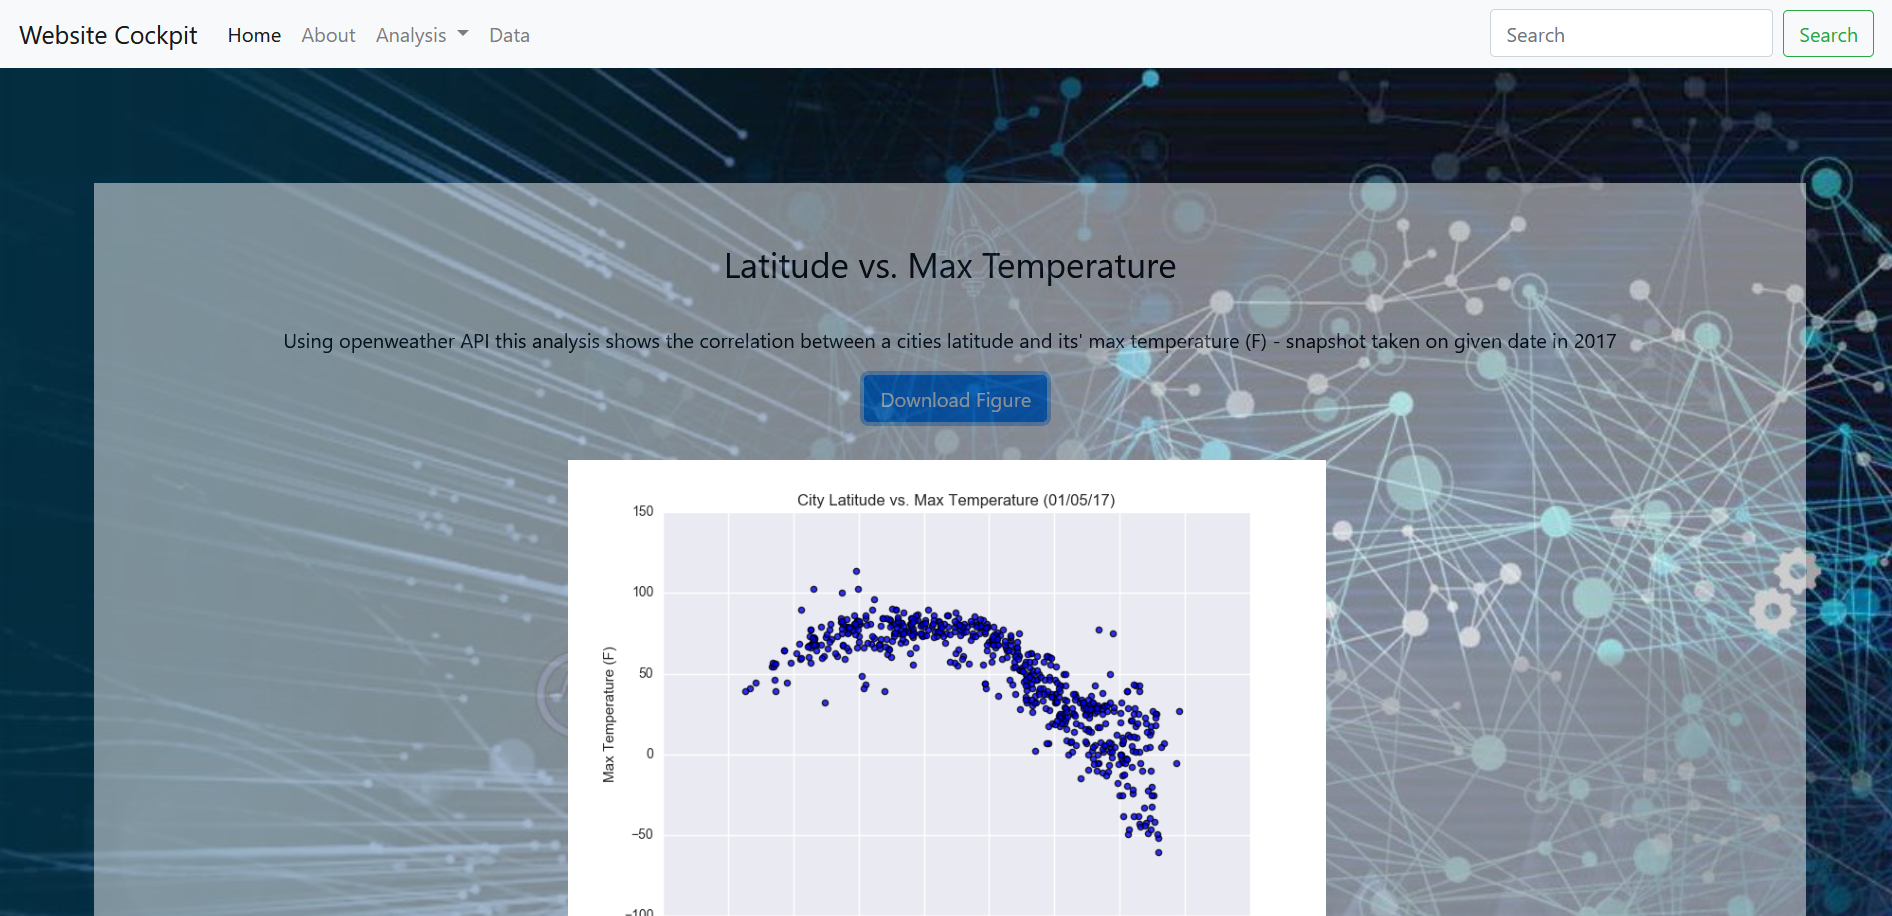 Website Cockpit Home About Analysis Data Search Search
Latitude vs. Max Temperature
Using openweather API this analysis shows the correlation between a cities latitude and its' max temperature (F) - snapshot taken on given date in 2017
Download Figure
City Latitude vs. Max Temperature (01/05/17)
150
100
50
0
−50
−100
Max Temperature (F)